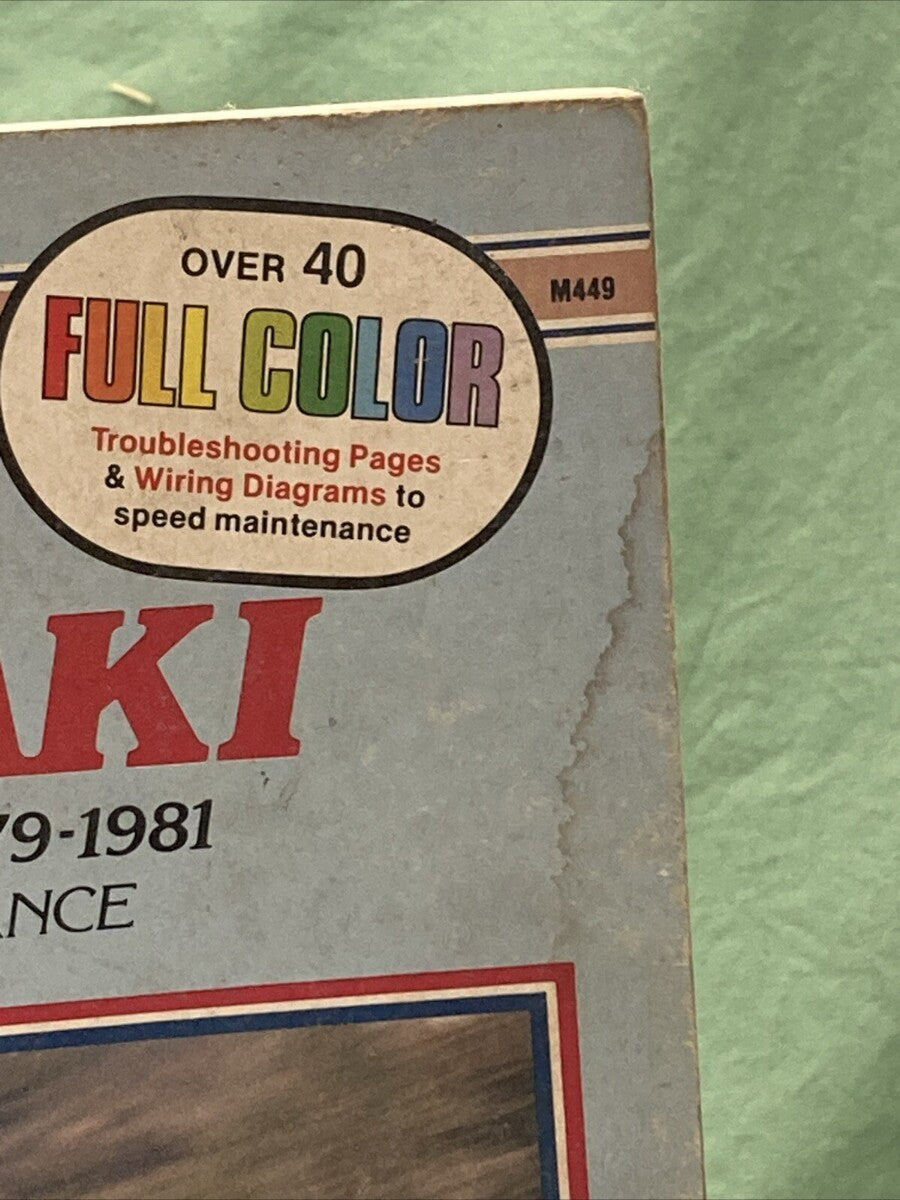 OVER 40
M449
FULL COLOR
Troubleshooting Pages
& Wiring Diagrams to
speed maintenance
AKI
79-1981
ANCE